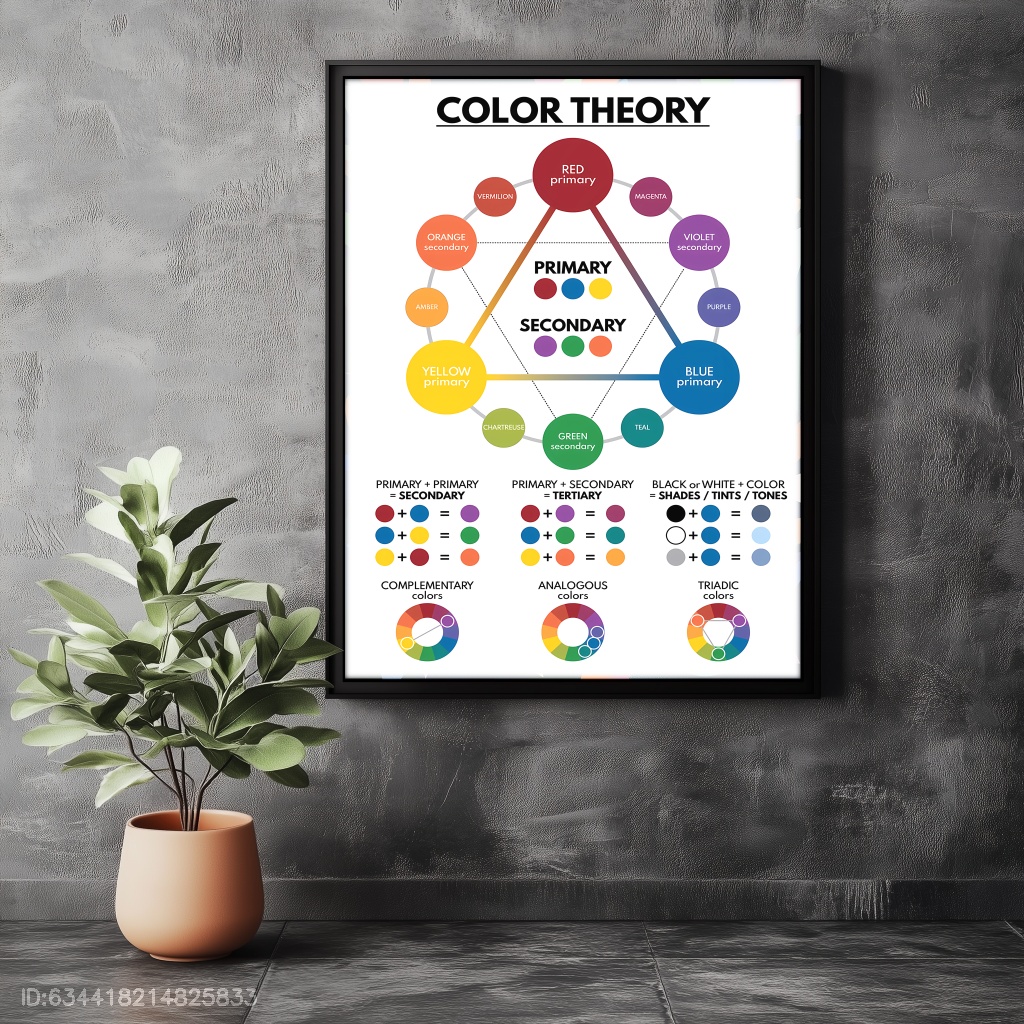 COLOR THEORY
RED
primary
VERMILION
MAGENTA
ORANGE
secondary
VIOLET
secondary
PRIMARY
AMBER
PURPLE
SECONDARY
YELLOW
primary
BLUE
primary
CHARTREUSE
TEAL
GREEN
secondary
PRIMARY + PRIMARY
= SECONDARY
+ =
+ =
+ =
PRIMARY + SECONDARY
= TERTIARY
+ =
+ =
+ =
BLACK or WHITE + COLOR
= SHADES / TINTS / TONES
+ =
+ =
+ =
COMPLEMENTARY
colors
ANALOGOUS
colors
TRIADIC
colors
ID:634418214825833